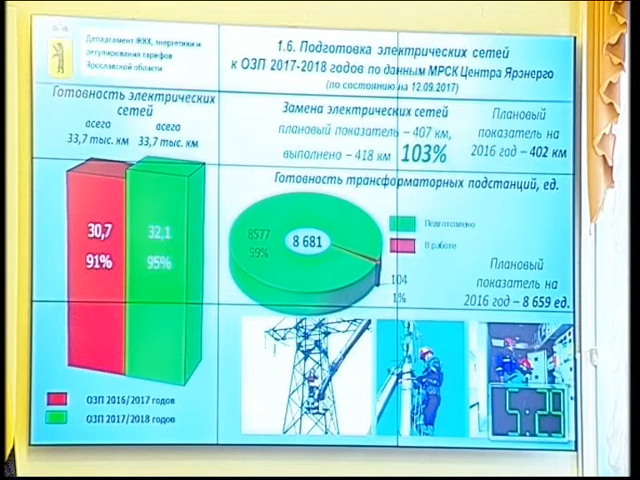 Департамент ЖКХ, энергетики и
регулирования тарифов
Ярославской области
1.6. Подготовка электрических сетей
к ОЗП 2017-2018 годов по данным МРСК Центра Ярэнерго
(по состоянию на 12.09.2017)
Готовность электрических
сетей
всего
33,7 тыс. км
всего
33,7 тыс. км
30,7
91%
32,1
95%
ОЗП 2016/2017 годов
ОЗП 2017/2018 годов
Замена электрических сетей
плановый показатель – 407 км,
выполнено – 418 км 103%
Плановый
показатель на
2016 год – 402 км
Готовность трансформаторных подстанций, ед.
8577
99%
8 681
104
1%
Подготовлено
В работе
Плановый
показатель на
2016 год – 8 659 ед.
5:29